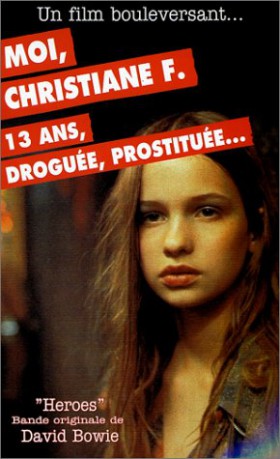 Un film bouleversant...
MOI,
CHRISTIANE F.
13 ANS,
DROGUÉE, PROSTITUÉE...
"Heroes"
Bande originale de
David Bowie